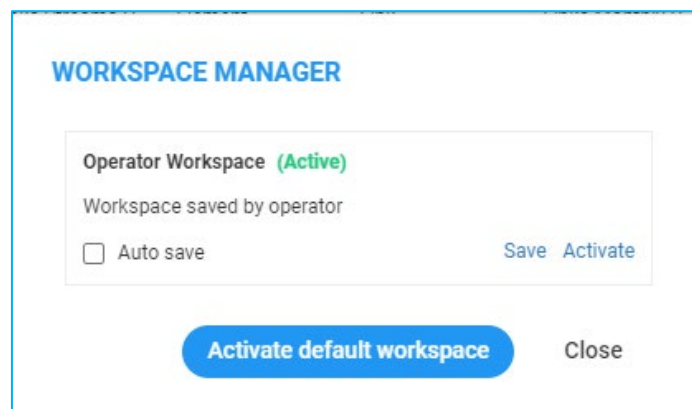 WORKSPACE MANAGER
Operator Workspace (Active)
Workspace saved by operator
Auto save
Save Activate
Activate default workspace
Close